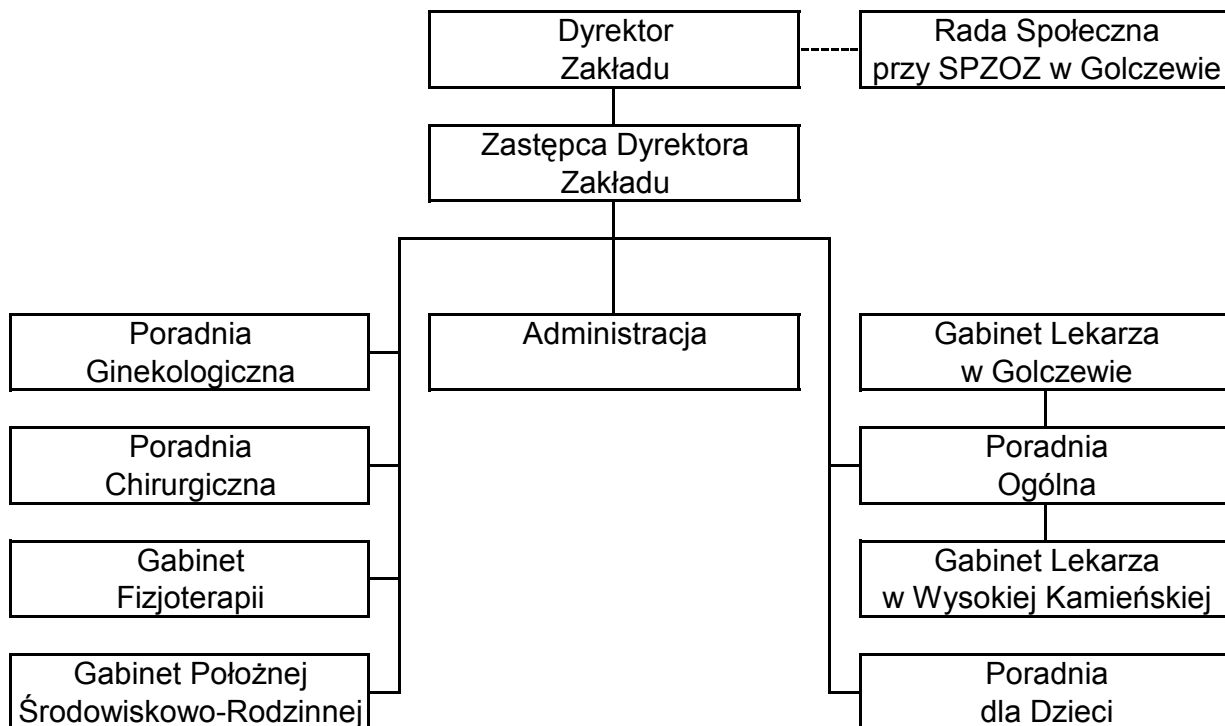 Dyrektor
Zakładu
Rada Społeczna
przy SPZOZ w Golczewie
Zastępca Dyrektora
Zakładu
Poradnia
Ginekologiczna
Administracja
Gabinet Lekarza
w Golczewie
Poradnia
Chirurgiczna
Poradnia
Ogólna
Gabinet
Fizjoterapii
Gabinet Lekarza
w Wysokiej Kamieńskiej
Gabinet Położnej
Środowiskowo-Rodzinnej
Poradnia
dla Dzieci